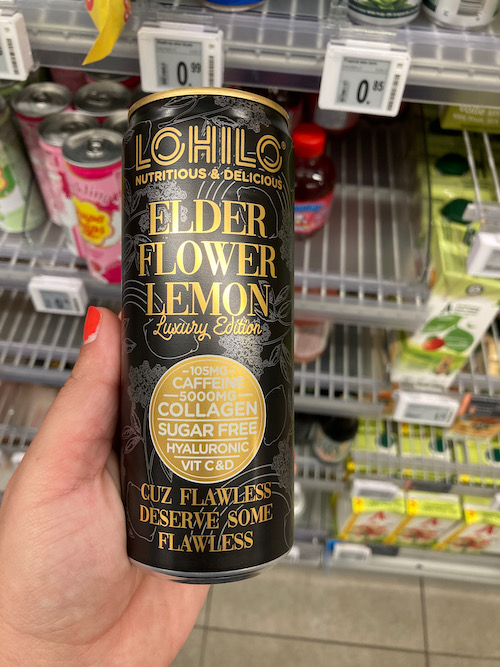 0.99
0.85
LOHILO®
NUTRITIOUS & DELICIOUS
ELDER
FLOWER
LEMON
Luxury Edition
105MG
CAFFEINE
5000MG
COLLAGEN
SUGAR FREE
HYALURONIC
VIT C&D
CUZ FLAWLESS
DESERVE SOME
FLAWLESS